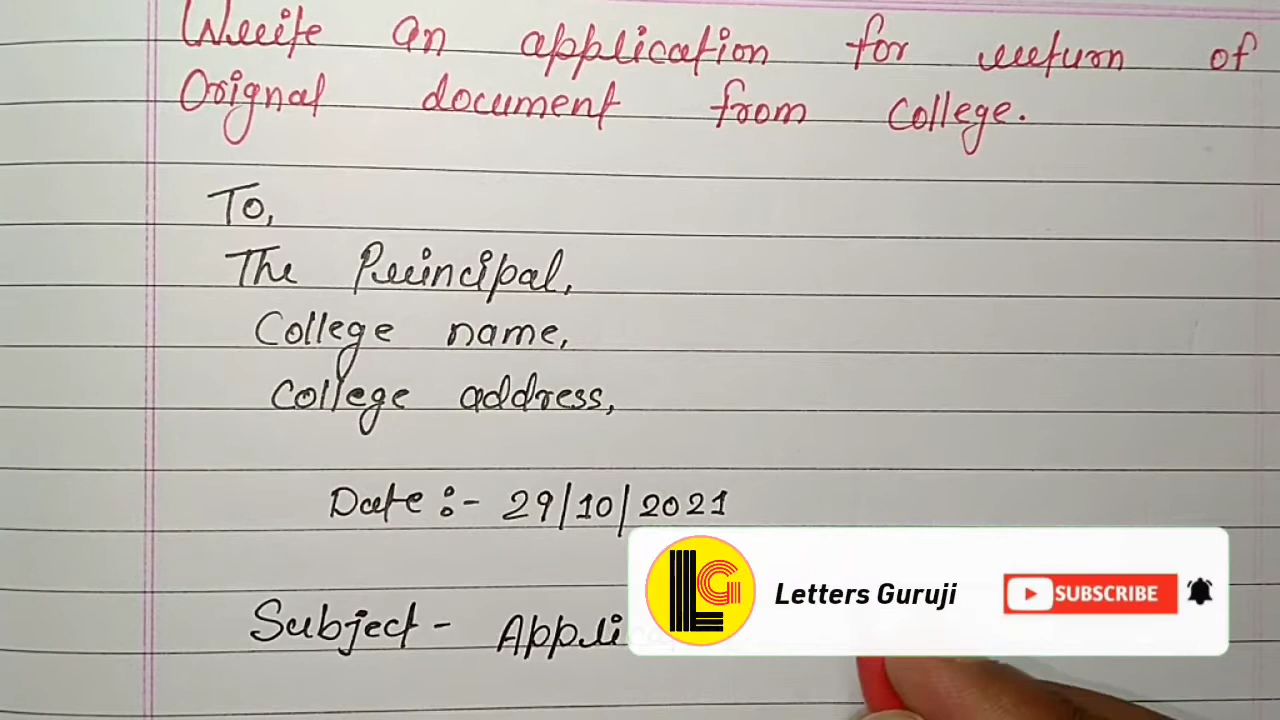 Write an application for return of
Orignal document from college.
To,
The Principal,
College name,
College address,
Date :- 29/10/2021
Subject - Appli
Letters Guruji
SUBSCRIBE
LG